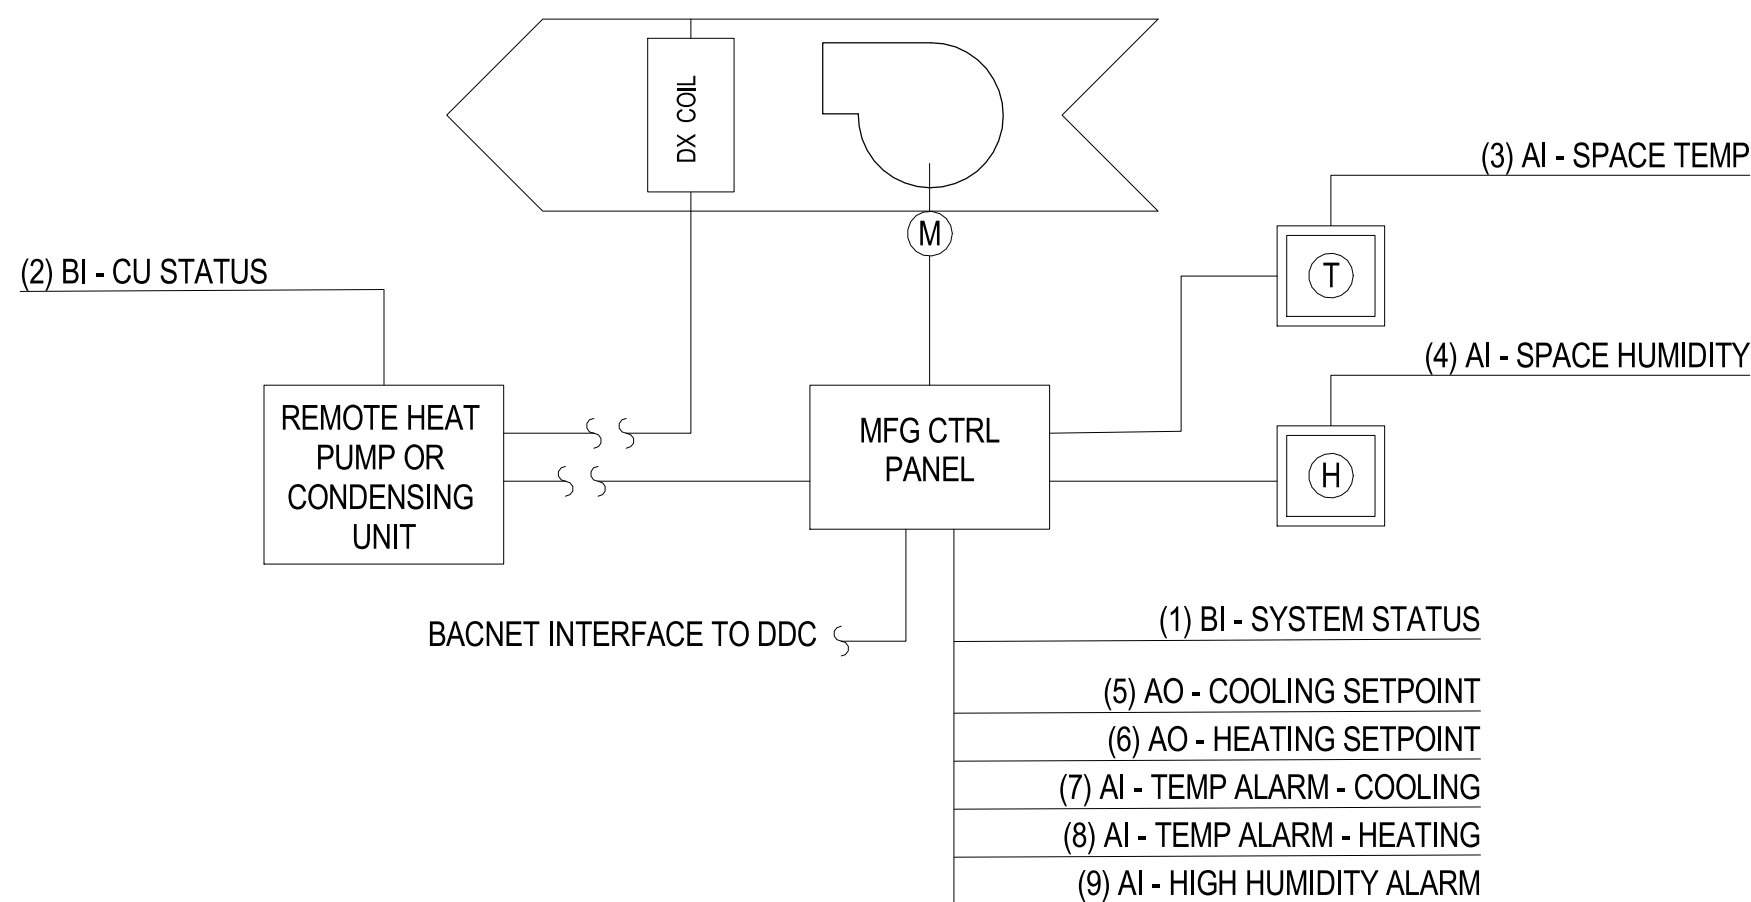 DX COIL
(3) AI - SPACE TEMP
M
(2) BI - CU STATUS
T
(4) AI - SPACE HUMIDITY
REMOTE HEAT
PUMP OR
CONDENSING
UNIT
MFG CTRL
PANEL
H
BACNET INTERFACE TO DDC
(1) BI - SYSTEM STATUS
(5) AO - COOLING SETPOINT
(6) AO - HEATING SETPOINT
(7) AI - TEMP ALARM - COOLING
(8) AI - TEMP ALARM - HEATING
(9) AI - HIGH HUMIDITY ALARM